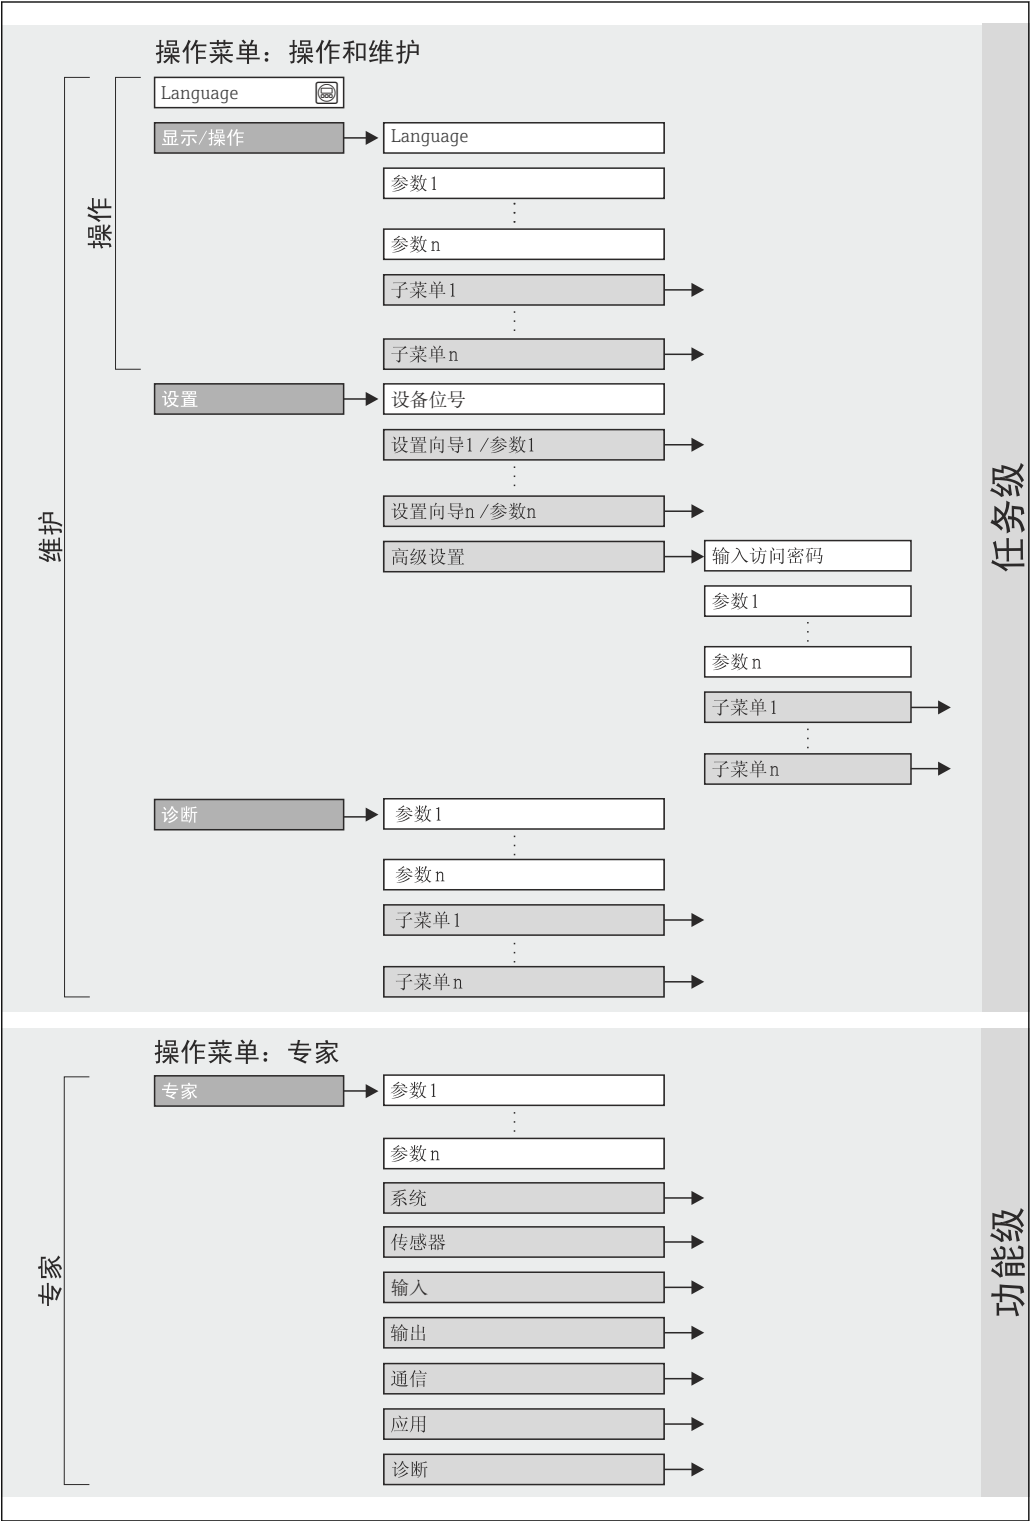 操作菜单：操作和维护
Language
显示/操作
Language
参数1
参数n
子菜单1
子菜单n
操作
设置
设备位号
设置向导1 /参数1
设置向导n /参数n
高级设置
输入访问密码
参数1
参数n
子菜单1
子菜单n
维护
任务级
诊断
参数1
参数n
子菜单1
子菜单n
操作菜单：专家
专家
参数1
参数n
系统
传感器
输入
输出
通信
应用
诊断
专家
功能级